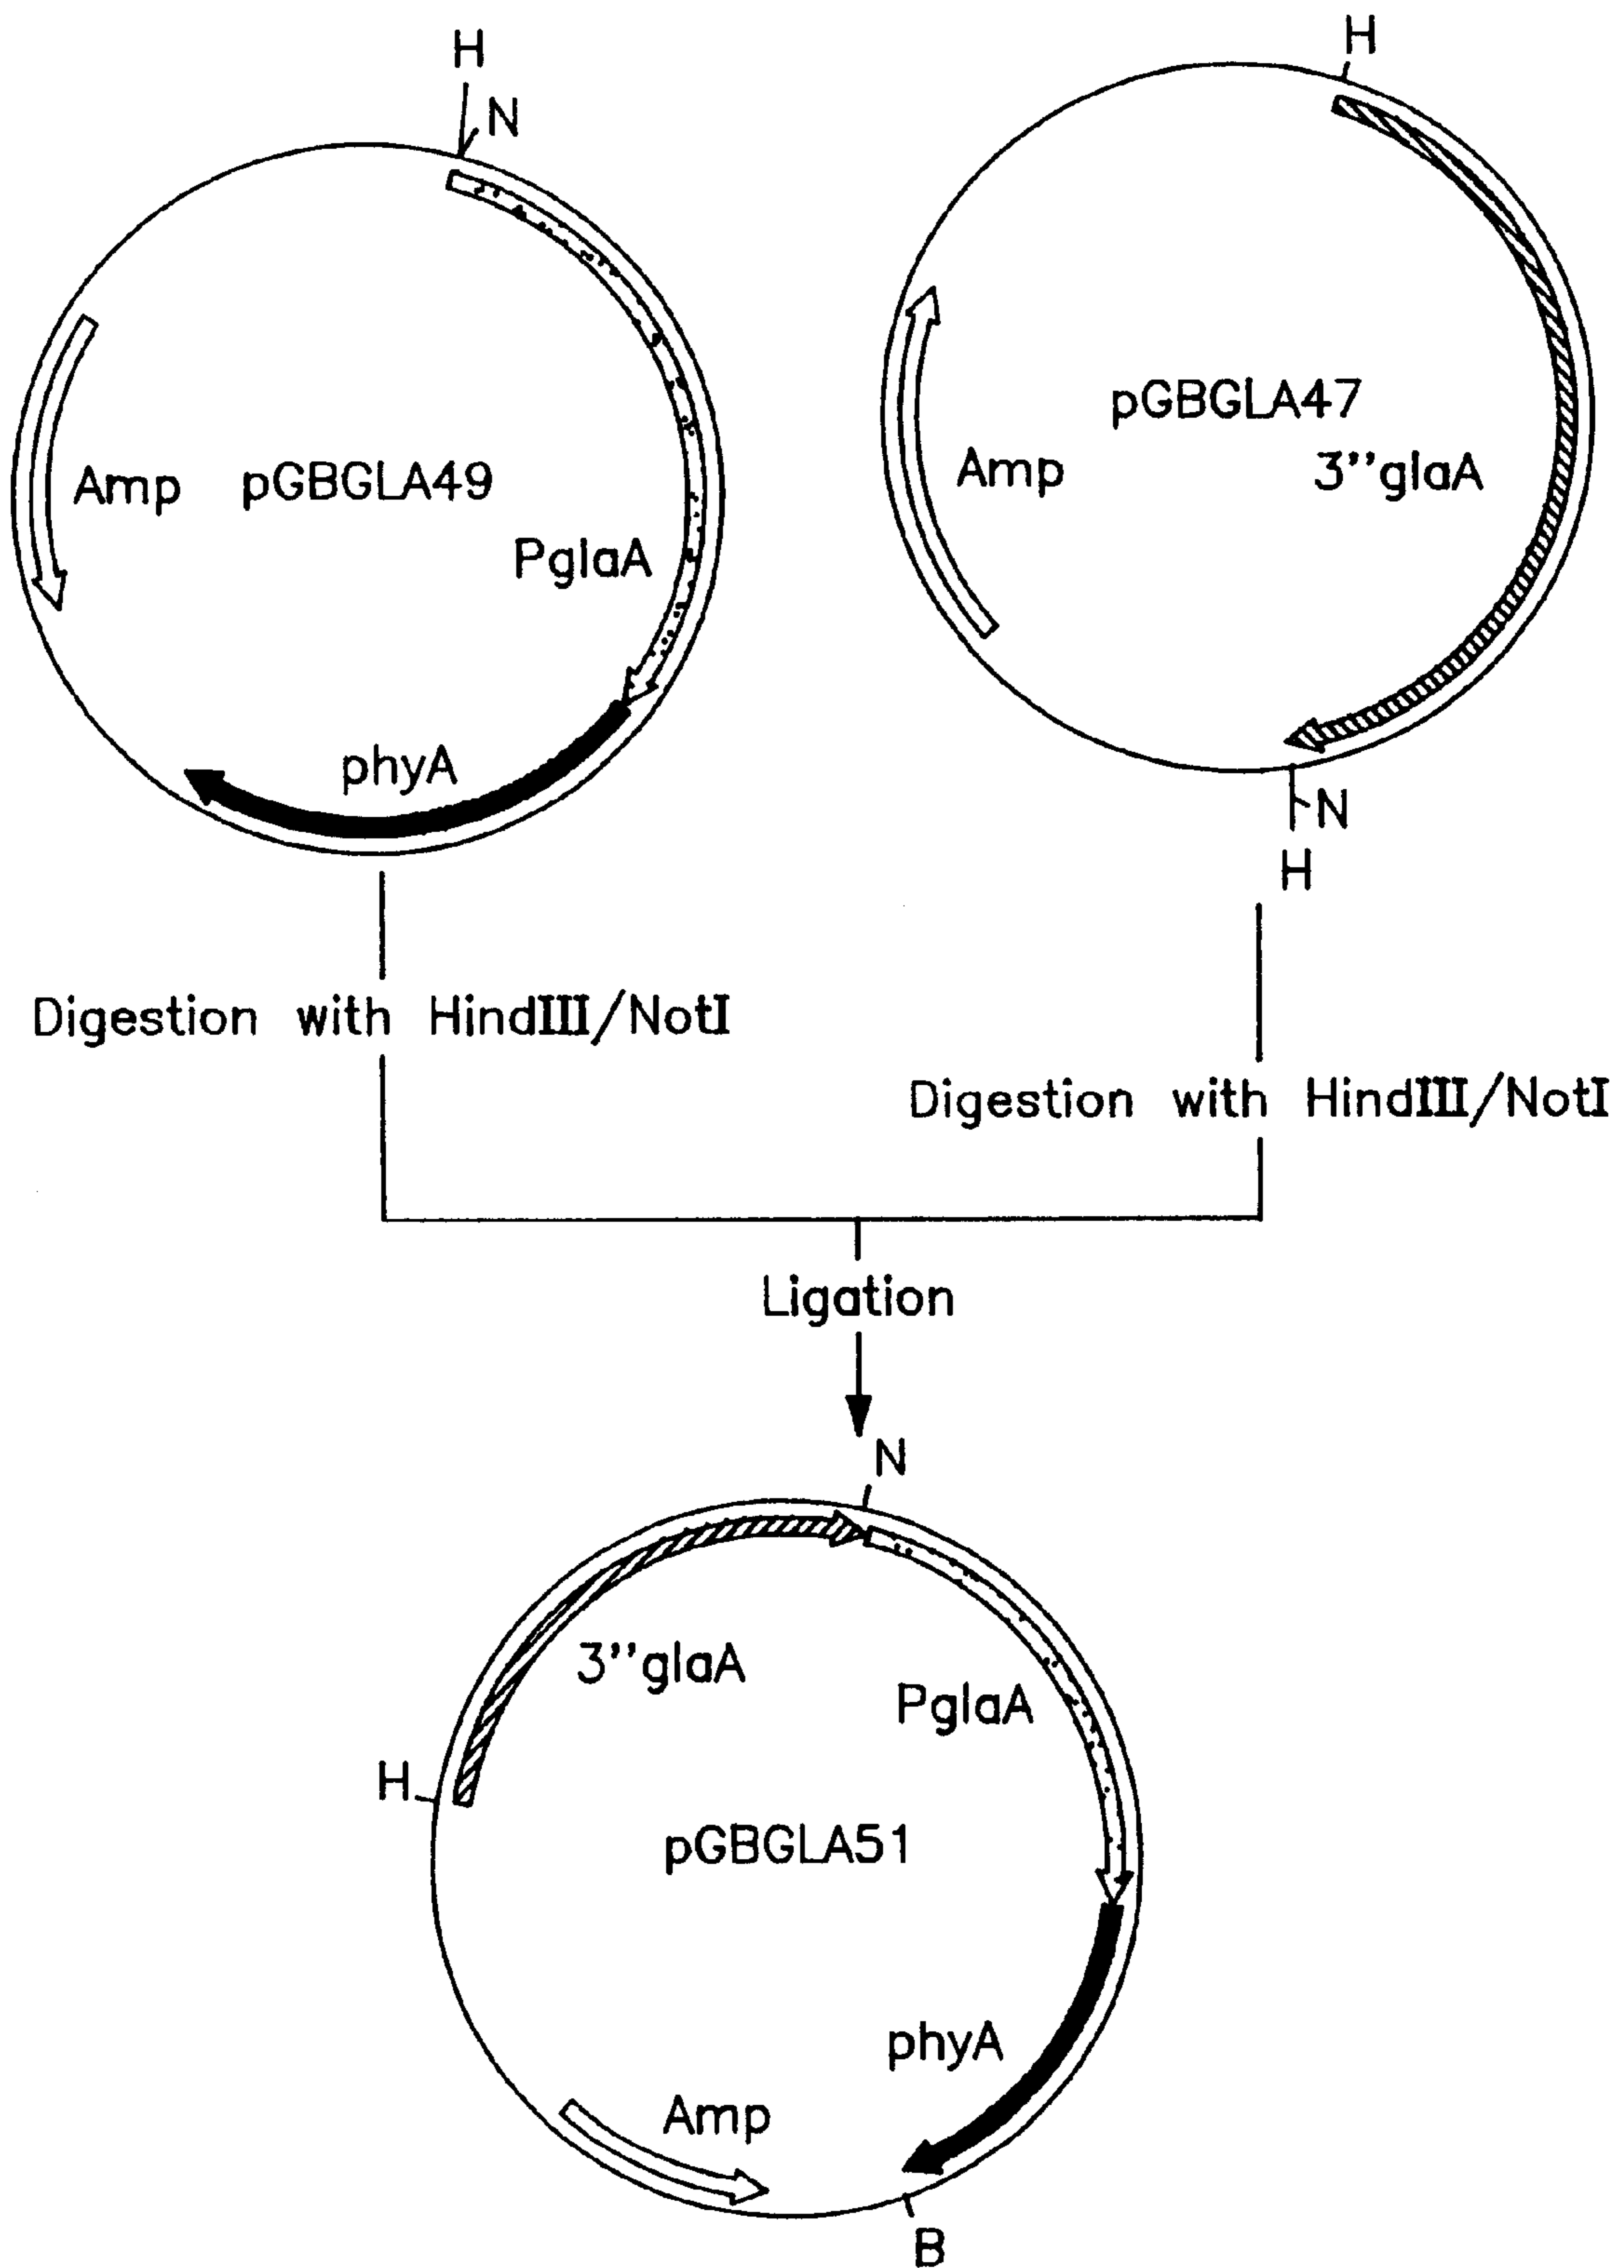 H
N
Amp
pGBGLA49
PglaA
phyA
H
pGBGLA47
Amp
3''glaA
N
H
Digestion with HindIII/NotI
Digestion with HindIII/NotI
Ligation
N
3''glaA
PglaA
H
pGBGLA51
phyA
Amp
B